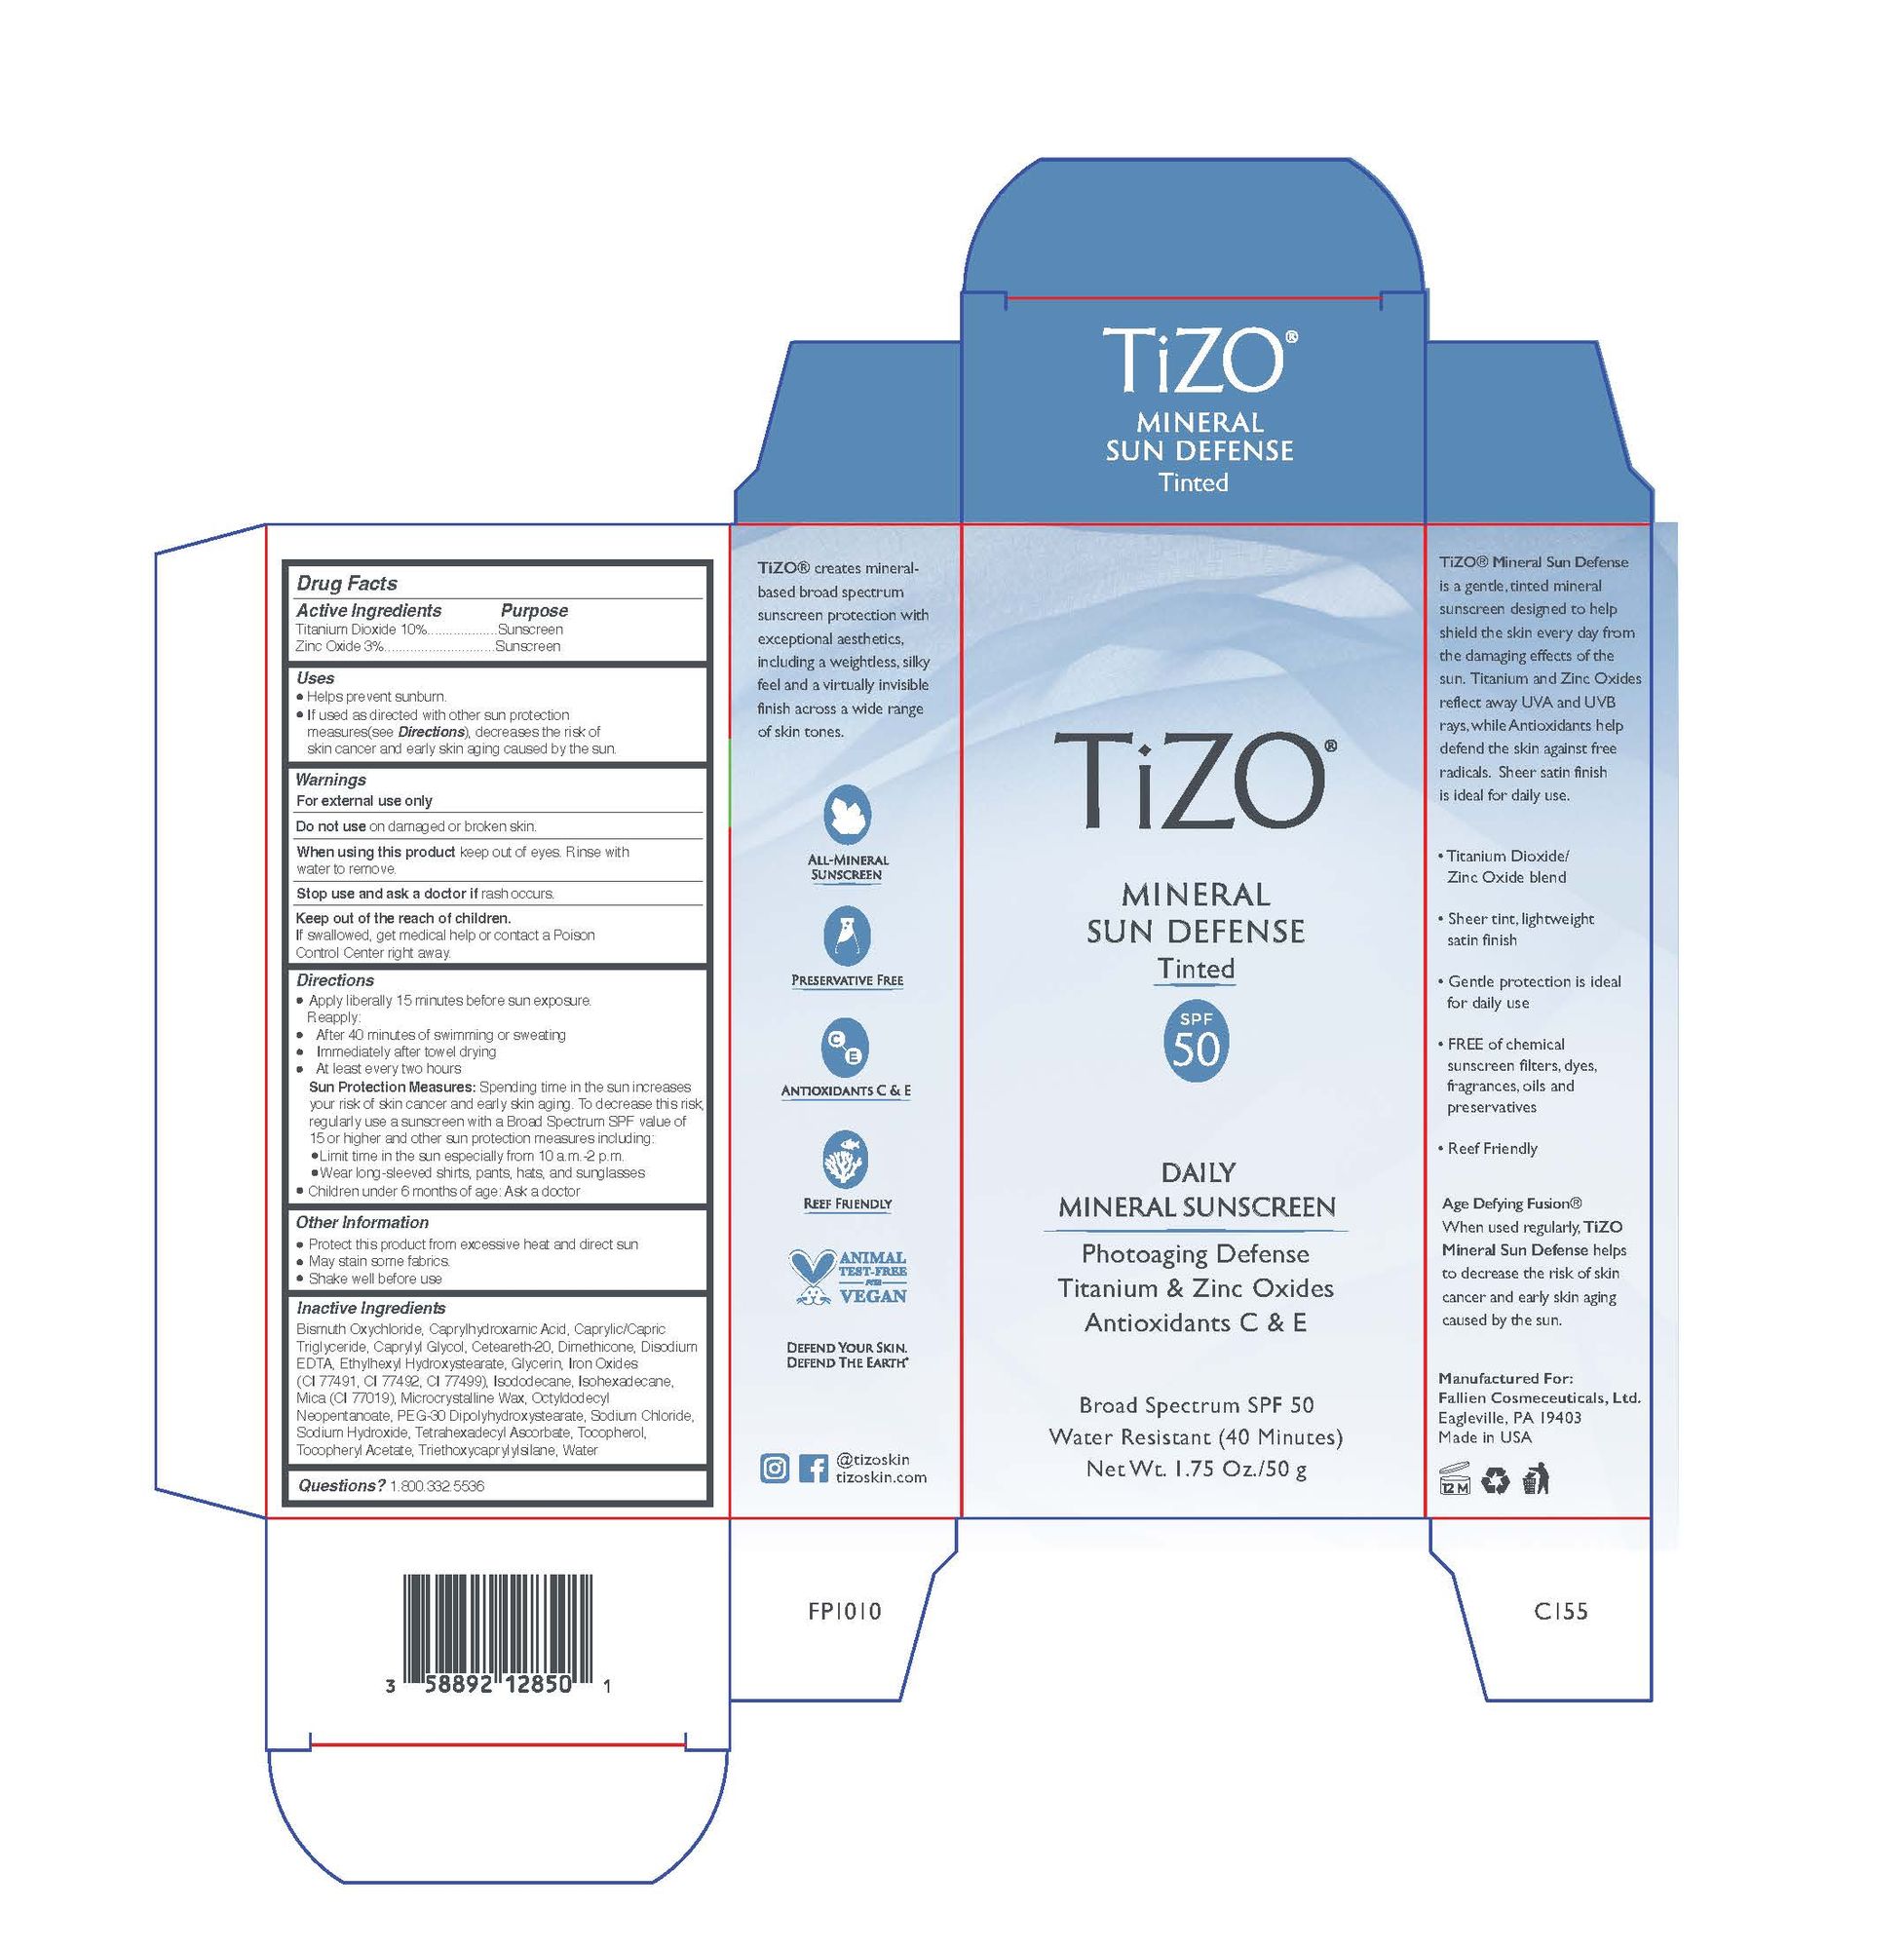 TiZO®
MINERAL
SUN DEFENSE
Tinted
Drug Facts
Active Ingredients Purpose
Titanium Dioxide 10%...................Sunscreen
Zinc Oxide 3%..............................Sunscreen
Uses
● Helps prevent sunburn.
● If used as directed with other sun protection
measures(see Directions), decreases the risk of
skin cancer and early skin aging caused by the sun.
Warnings
For external use only
Do not use on damaged or broken skin.
When using this product keep out of eyes. Rinse with
water to remove.
Stop use and ask a doctor if rash occurs.
Keep out of the reach of children.
If swallowed, get medical help or contact a Poison
Control Center right away.
Directions
● Apply liberally 15 minutes before sun exposure.
Reapply:
● After 40 minutes of swimming or sweating
● Immediately after towel drying
● At least every two hours
Sun Protection Measures: Spending time in the sun increases
your risk of skin cancer and early skin aging. To decrease this risk,
regularly use a sunscreen with a Broad Spectrum SPF value of
15 or higher and other sun protection measures including:
●Limit time in the sun especially from 10 a.m.-2 p.m.
●Wear long-sleeved shirts, pants, hats, and sunglasses
● Children under 6 months of age: Ask a doctor
Other Information
● Protect this product from excessive heat and direct sun
● May stain some fabrics.
● Shake well before use
Inactive Ingredients
Bismuth Oxychloride, Caprylhydroxamic Acid, Caprylic/Capric
Triglyceride, Caprylyl Glycol, Ceteareth-20, Dimethicone, Disodium
EDTA, Ethylhexyl Hydroxystearate, Glycerin, Iron Oxides
(CI 77491, CI 77492, CI 77499), Isododecane, Isohexadecane,
Mica (CI 77019), Microcrystalline Wax, Octyldodecyl
Neopentanoate, PEG-30 Dipolyhydroxystearate, Sodium Chloride,
Sodium Hydroxide, Tetrahexadecyl Ascorbate, Tocopherol,
Tocopheryl Acetate, Triethoxycaprylylsilane, Water
Questions? 1.800.332.5536
3 58892 12850 1
TiZO® creates mineral-
based broad spectrum
sunscreen protection with
exceptional aesthetics,
including a weightless, silky
feel and a virtually invisible
finish across a wide range
of skin tones.
ALL-MINERAL
SUNSCREEN
PRESERVATIVE FREE
C
E
ANTIOXIDANTS C & E
REEF FRIENDLY
ANIMAL
TEST-FREE
VEGAN
DEFEND YOUR SKIN.
DEFEND THE EARTH
@tizoskin
tizoskin.com
FP1010
TiZO®
MINERAL
SUN DEFENSE
Tinted
SPF
50
DAILY
MINERAL SUNSCREEN
Photoaging Defense
Titanium & Zinc Oxides
Antioxidants C & E
Broad Spectrum SPF 50
Water Resistant (40 Minutes)
Net Wt. 1.75 Oz./50 g
TiZO® Mineral Sun Defense
is a gentle, tinted mineral
sunscreen designed to help
shield the skin every day from
the damaging effects of the
sun. Titanium and Zinc Oxides
reflect away UVA and UVB
rays, while Antioxidants help
defend the skin against free
radicals. Sheer satin finish
is ideal for daily use.
• Titanium Dioxide/
Zinc Oxide blend
• Sheer tint, lightweight
satin finish
• Gentle protection is ideal
for daily use
• FREE of chemical
sunscreen filters, dyes,
fragrances, oils and
preservatives
• Reef Friendly
Age Defying Fusion®
When used regularly, TiZO
Mineral Sun Defense helps
to decrease the risk of skin
cancer and early skin aging
caused by the sun.
Manufactured For:
Fallien Cosmeceuticals, Ltd.
Eagleville, PA 19403
Made in USA
12 M
C155